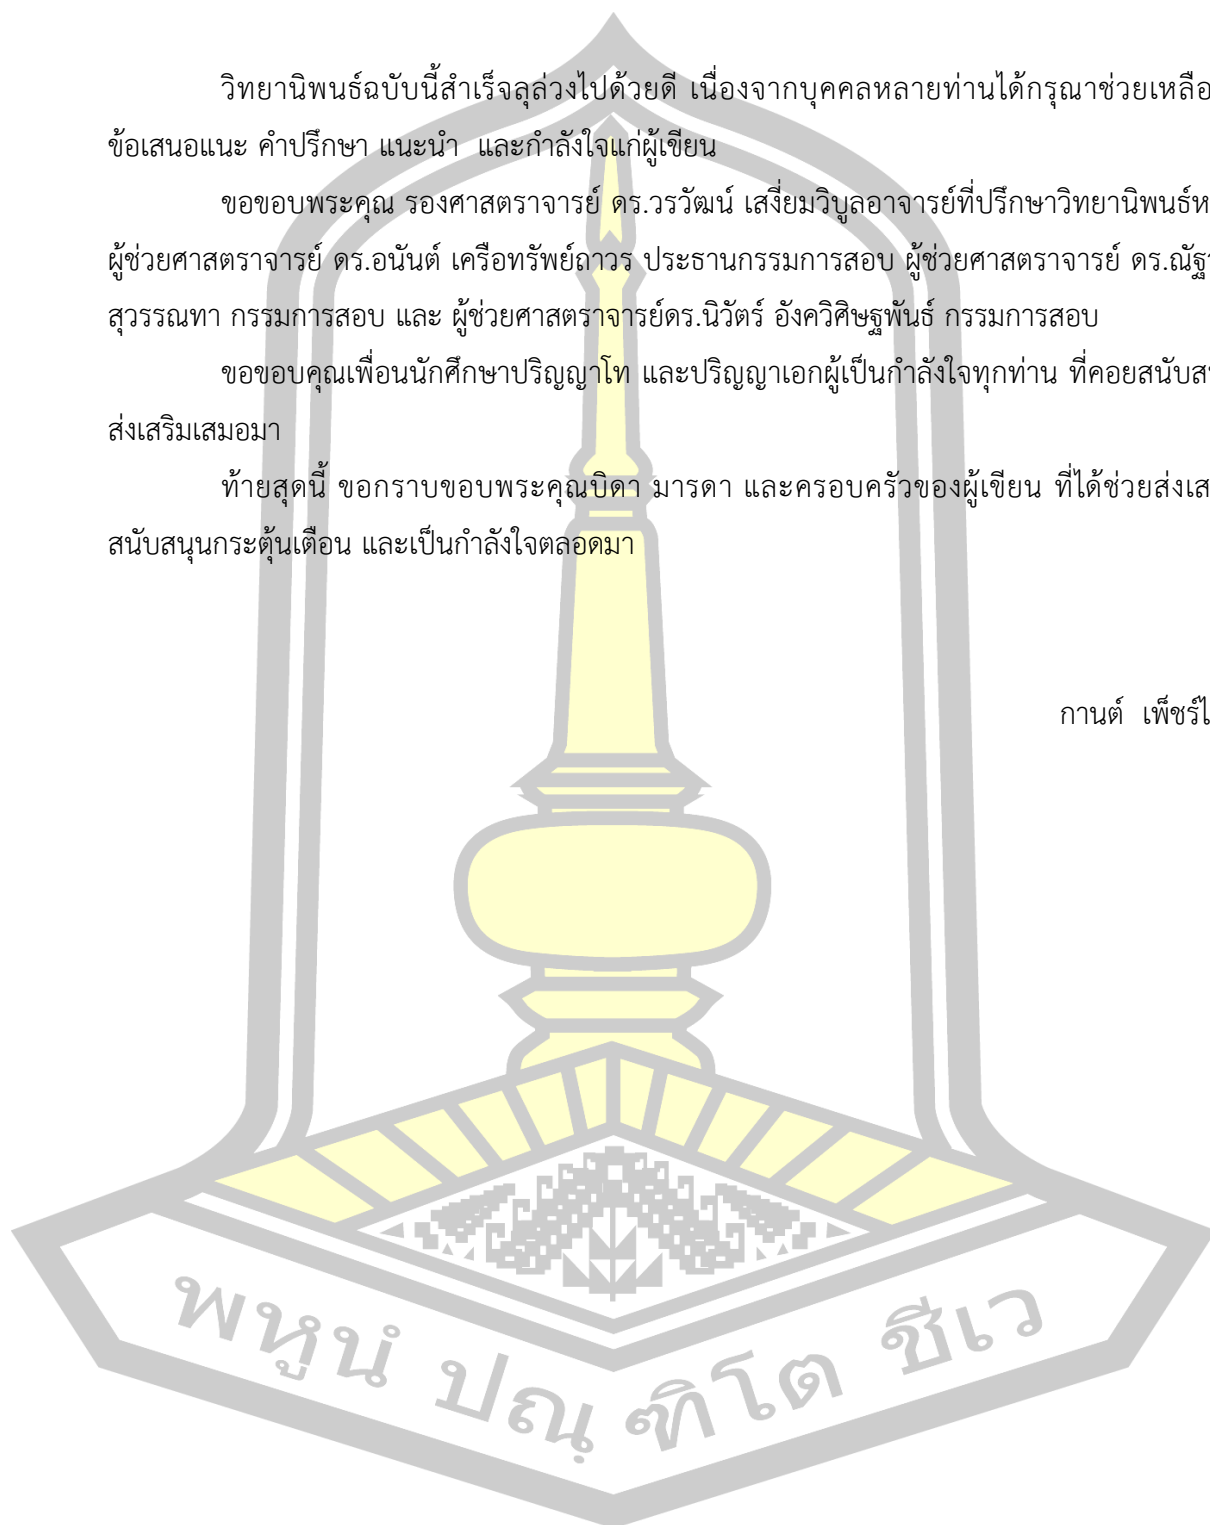 วิทยานิพนธ์ฉบับนี้สำเร็จลุล่วงไปด้วยดี เนื่องจากบุคคลหลายท่านได้กรุณาช่วยเหลือ
ข้อเสนอแนะ คำปรึกษา แนะนำ และกำลังใจแก่ผู้เขียน
ขอขอบพระคุณ รองศาสตราจารย์ ดร.วรวัฒน์ เสงี่ยมวิบูลอาจารย์ที่ปรึกษาวิทยานิพนธ์ห
ผู้ช่วยศาสตราจารย์ ดร.อนันต์ เครือทรัพย์ถาวร ประธานกรรมการสอบ ผู้ช่วยศาสตราจารย์ ดร.ณัฐ
สุวรรณทา กรรมการสอบ และ ผู้ช่วยศาสตราจารย์ดร.นิวัตร์ อังควิศิษฐพันธ์ กรรมการสอบ
ขอขอบคุณเพื่อนนักศึกษาปริญญาโท และปริญญาเอกผู้เป็นกำลังใจทุกท่าน ที่คอยสนับส
ส่งเสริมเสมอมา
ท้ายสุดนี้ ขอกราบขอบพระคุณบิดา มารดา และครอบครัวของผู้เขียน ที่ได้ช่วยส่งเส
สนับสนุนกระตุ้นเตือน และเป็นกำลังใจตลอดมา
กานต์ เพ็ชร์ไ
พหูนํ ปณฺฑิโต ชีเว